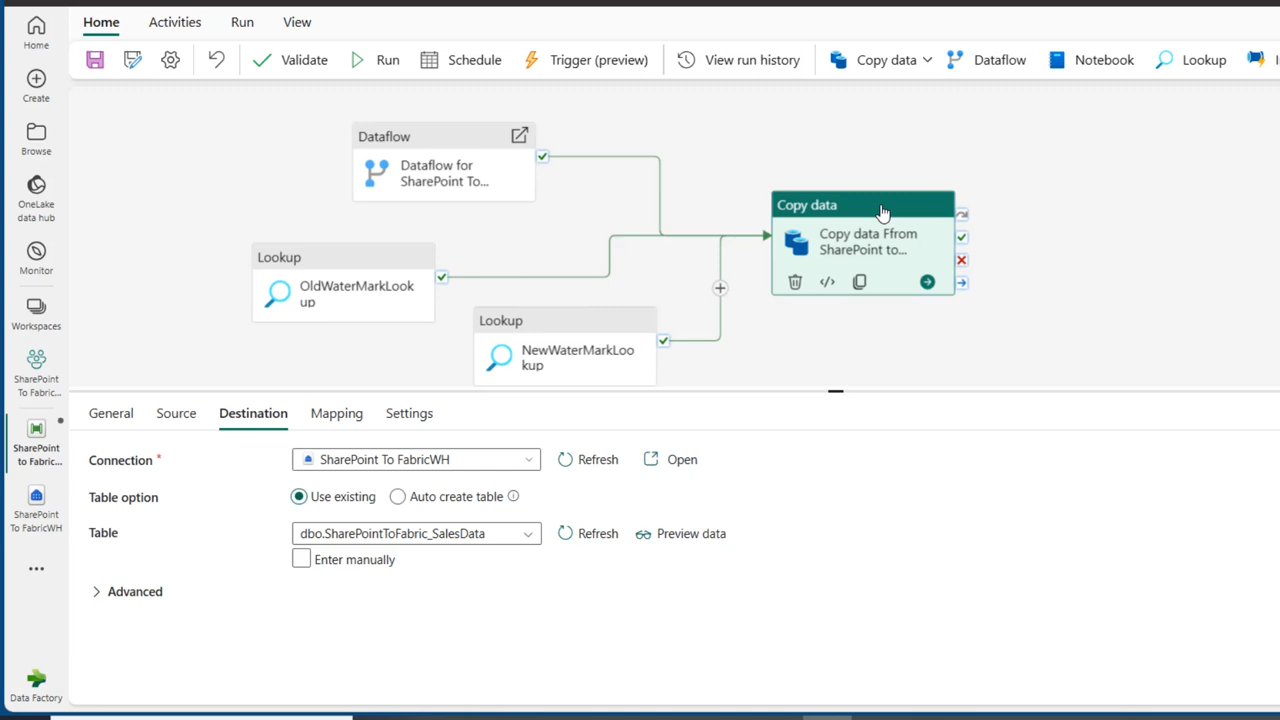 Home
Activities
Run
View
Validate
Run
Schedule
Trigger (preview)
View run history
Copy data
Dataflow
Notebook
Lookup
Home
Create
Browse
OneLake
data hub
Monitor
Workspaces
SharePoint
To Fabric...
SharePoint
to Fabric...
SharePoint
To FabricWH
Data Factory
Dataflow
Dataflow for
SharePoint To...
Lookup
OldWaterMarkLook
up
Lookup
NewWaterMarkLoo
kup
Copy data
Copy data Ffrom
SharePoint to...
General
Source
Destination
Mapping
Settings
Connection *
SharePoint To FabricWH
Refresh
Open
Table option
Use existing
Auto create table
Table
dbo.SharePointToFabric_SalesData
Refresh
Preview data
Enter manually
Advanced